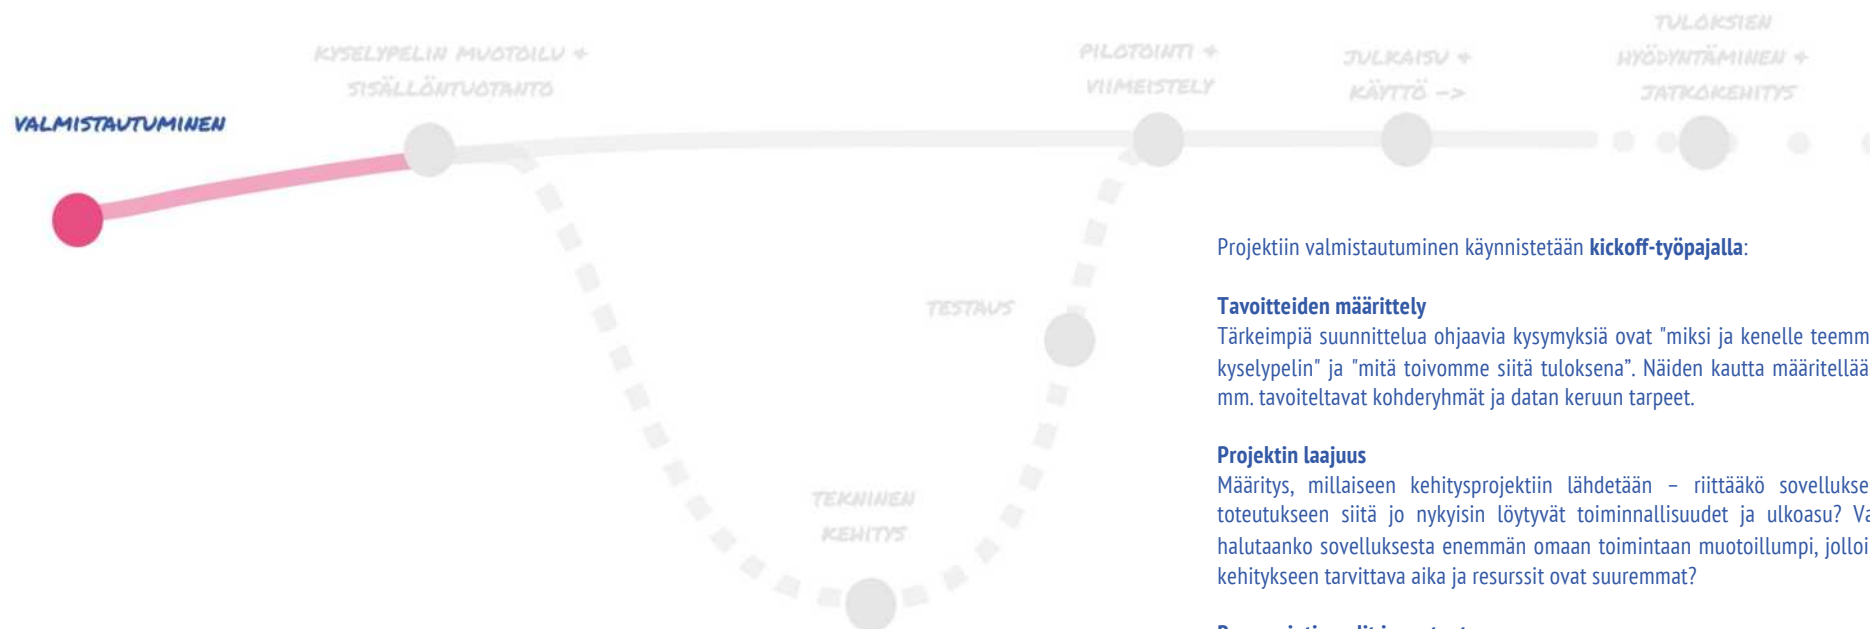 VALMISTAUTUMINEN
KYSELYPELIN MUOTOILU &
SISÄLLÖNTUOTANTO
PILOTOINTI &
VIIMEISTELY
JULKAISU &
KÄYTTÖ ->
TULOKSIEN
HYÖDYNTÄMINEN &
JATKOKEHITYS
TESTAUS
TEKNINEN
KEHITYS
Projektiin valmistautuminen käynnistetään kickoff-työpajalla:
Tavoitteiden määrittely
Tärkeimpiä suunnittelua ohjaavia kysymyksiä ovat "miksi ja kenelle teemm
kyselypelin" ja "mitä toivomme siitä tuloksena”. Näiden kautta määritellää
mm. tavoiteltavat kohderyhmät ja datan keruun tarpeet.
Projektin laajuus
Määritys, millaiseen kehitysprojektiin lähdetään – riittääkö sovellukse
toteutukseen siitä jo nykyisin löytyvät toiminnallisuudet ja ulkoasu? Va
halutaanko sovelluksesta enemmän omaan toimintaan muotoillumpi, jolloi
kehitykseen tarvittava aika ja resurssit ovat suuremmat?